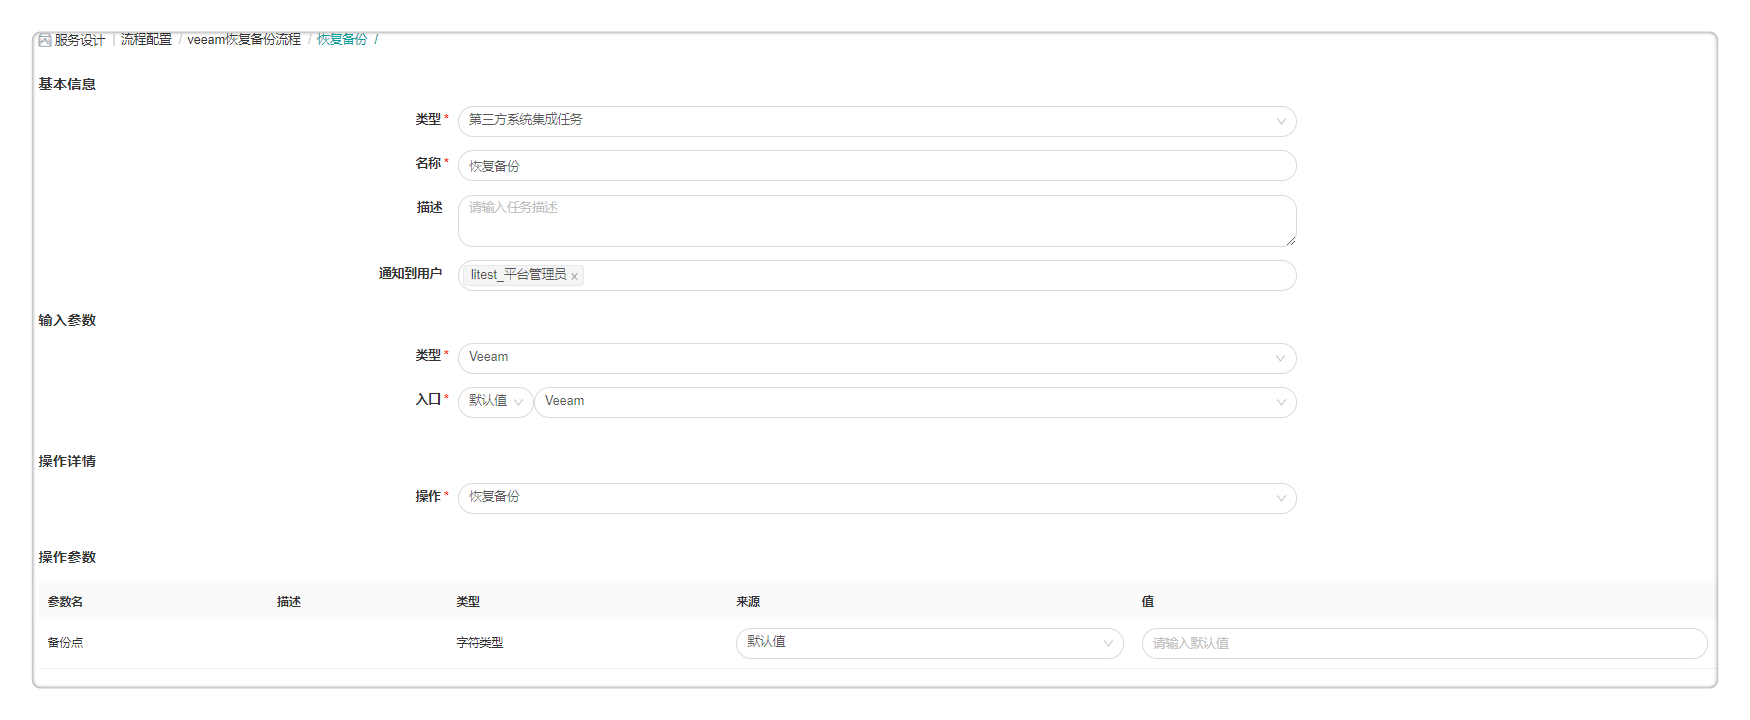 服务设计 | 流程配置 / veeam恢复备份流程 / 恢复备份 /
基本信息
类型 * 第三方系统集成任务
名称 * 恢复备份
描述 请输入任务描述
通知到用户 litest_平台管理员 x
输入参数
类型 * Veeam
入口 * 默认值 Veeam
操作详情
操作 * 恢复备份
操作参数
参数名 描述 类型 来源 值
备份点 字符类型 默认值 请输入默认值